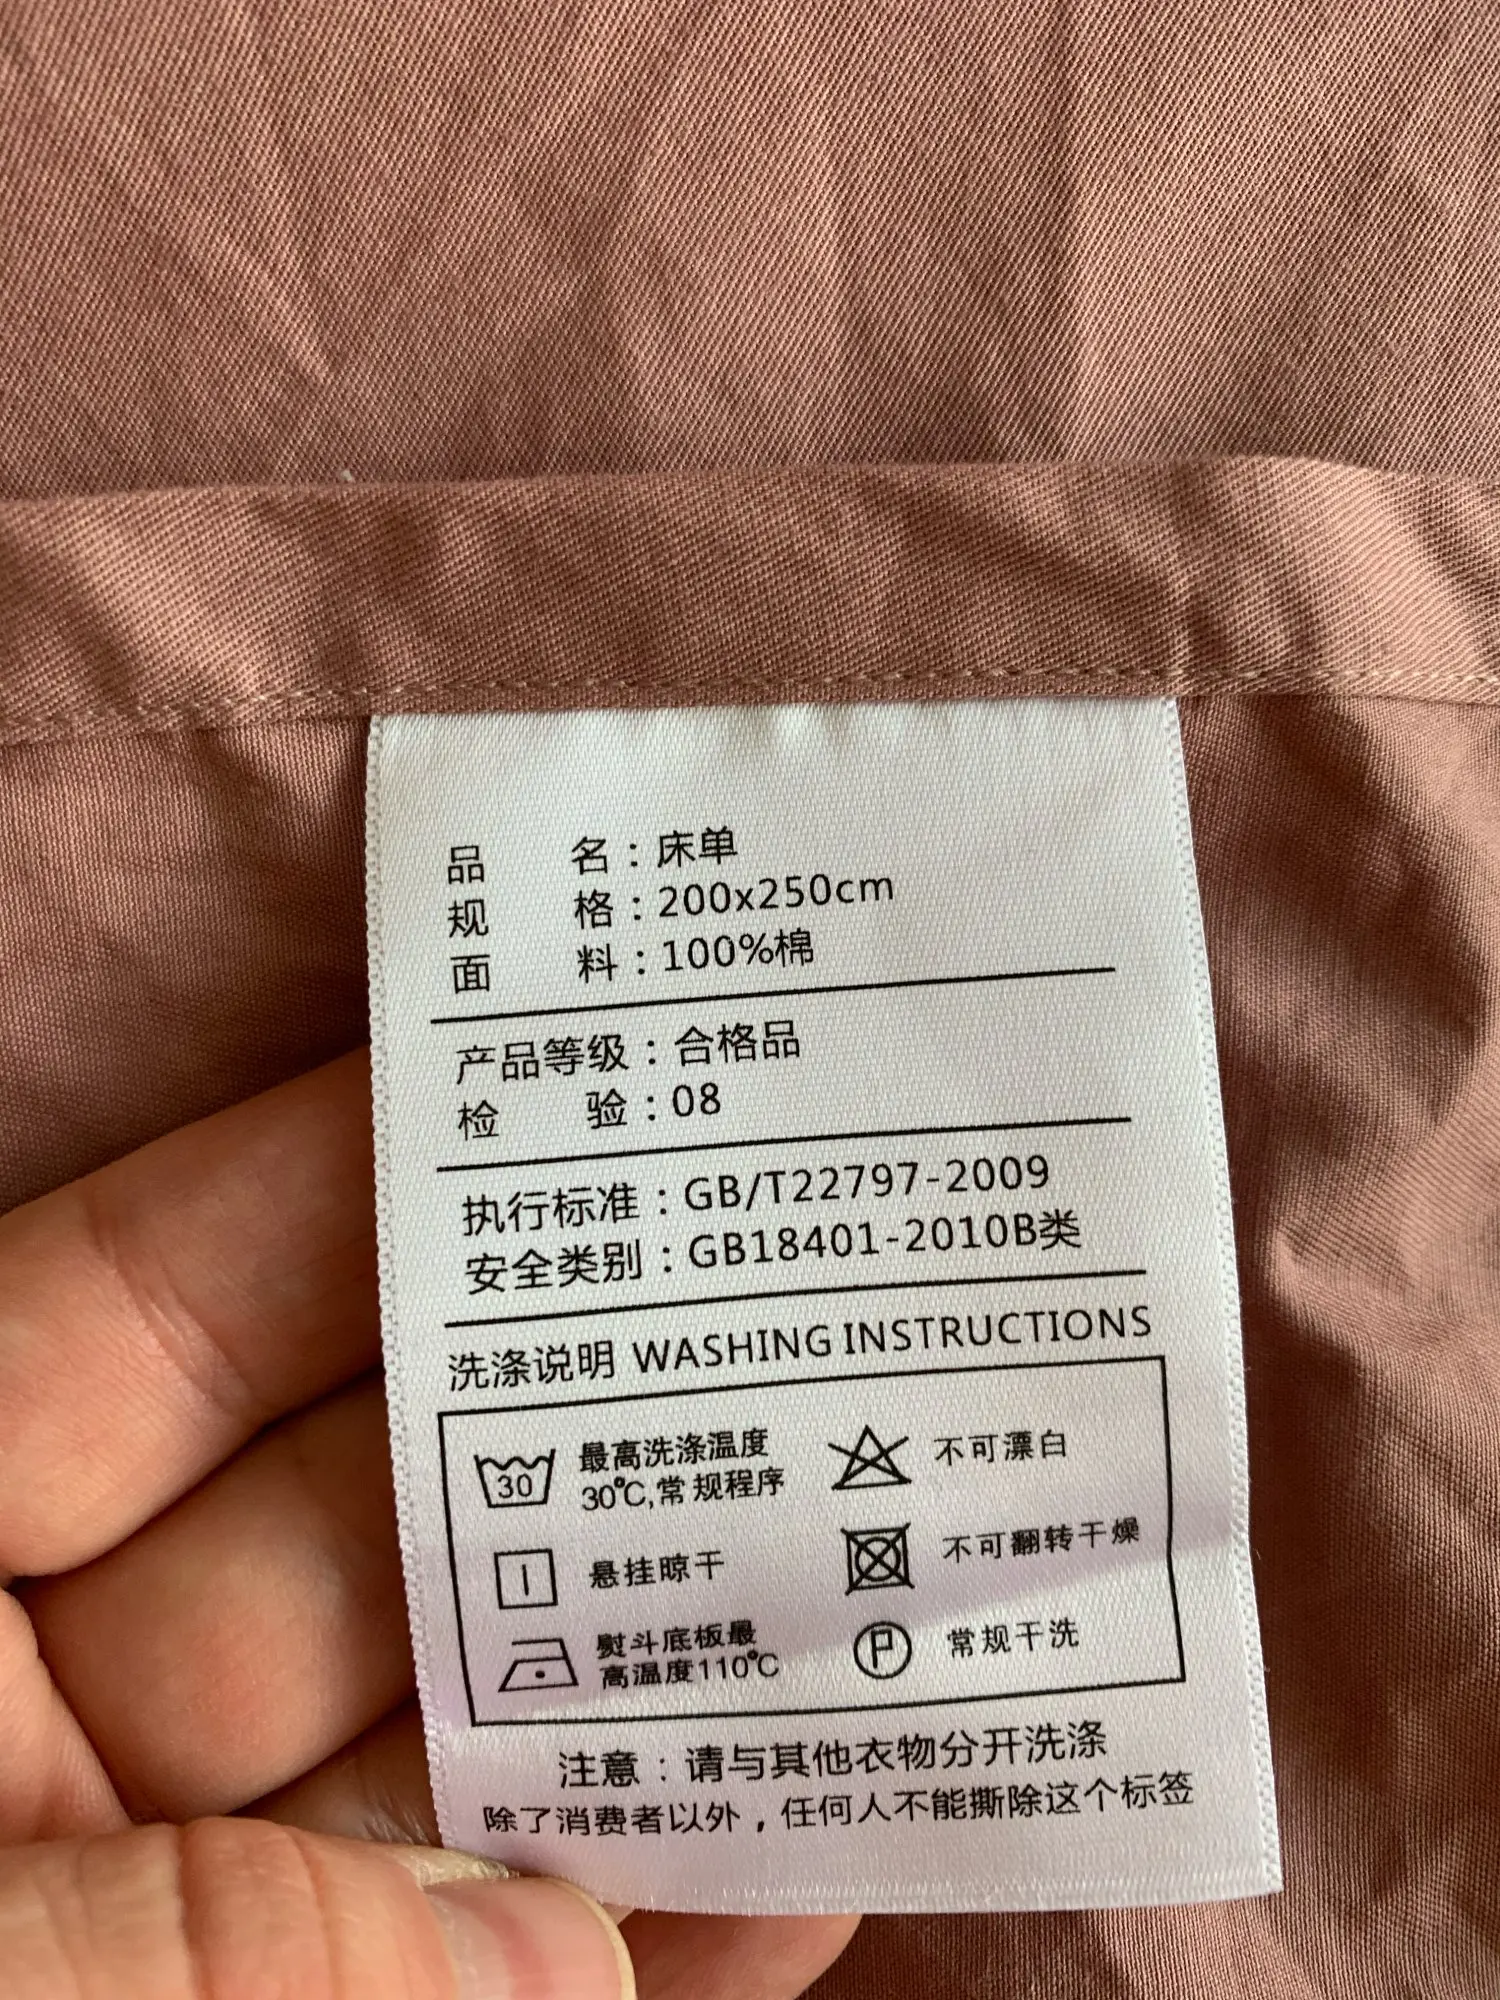 品 名：床单
规 格：200x250cm
面 料：100%棉
产品等级：合格品
检 验：08
执行标准：GB/T22797-2009
安全类别：GB18401-2010B类
洗涤说明 WASHING INSTRUCTIONS
30 最高洗涤温度
30℃,常规程序
不可漂白
悬挂晾干
不可翻转干燥
熨斗底板最
高温度110℃
P 常规干洗
注意：请与其他衣物分开洗涤
除了消费者以外，任何人不能撕除这个标签